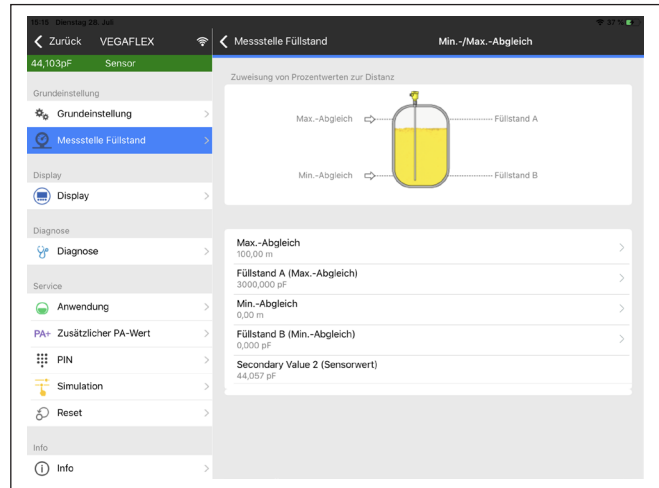 15:15 Dienstag 28. Juli
37 %
Zurück VEGAFLEX
44,103pF Sensor
Grundeinstellung
Grundeinstellung
Messstelle Füllstand
Display
Display
Diagnose
Diagnose
Service
Anwendung
PA+ Zusätzlicher PA-Wert
PIN
Simulation
Reset
Info
Info
Messstelle Füllstand Min.-/Max.-Abgleich
Zuweisung von Prozentwerten zur Distanz
Max.-Abgleich Füllstand A
Min.-Abgleich Füllstand B
Max.-Abgleich
100,00 m
Füllstand A (Max.-Abgleich)
3000,000 pF
Min.-Abgleich
0,00 m
Füllstand B (Min.-Abgleich)
0,000 pF
Secondary Value 2 (Sensorwert)
44,057 pF